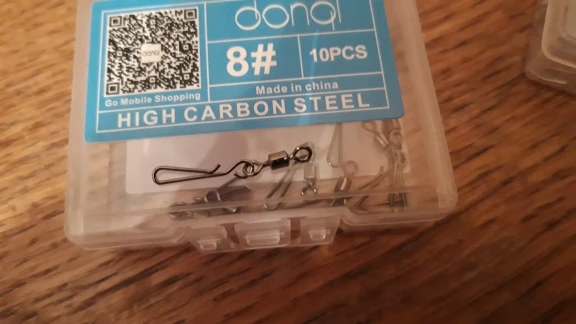 donql
8#
10PCS
Made in china
Go Mobile Shopping
HIGH CARBON STEEL